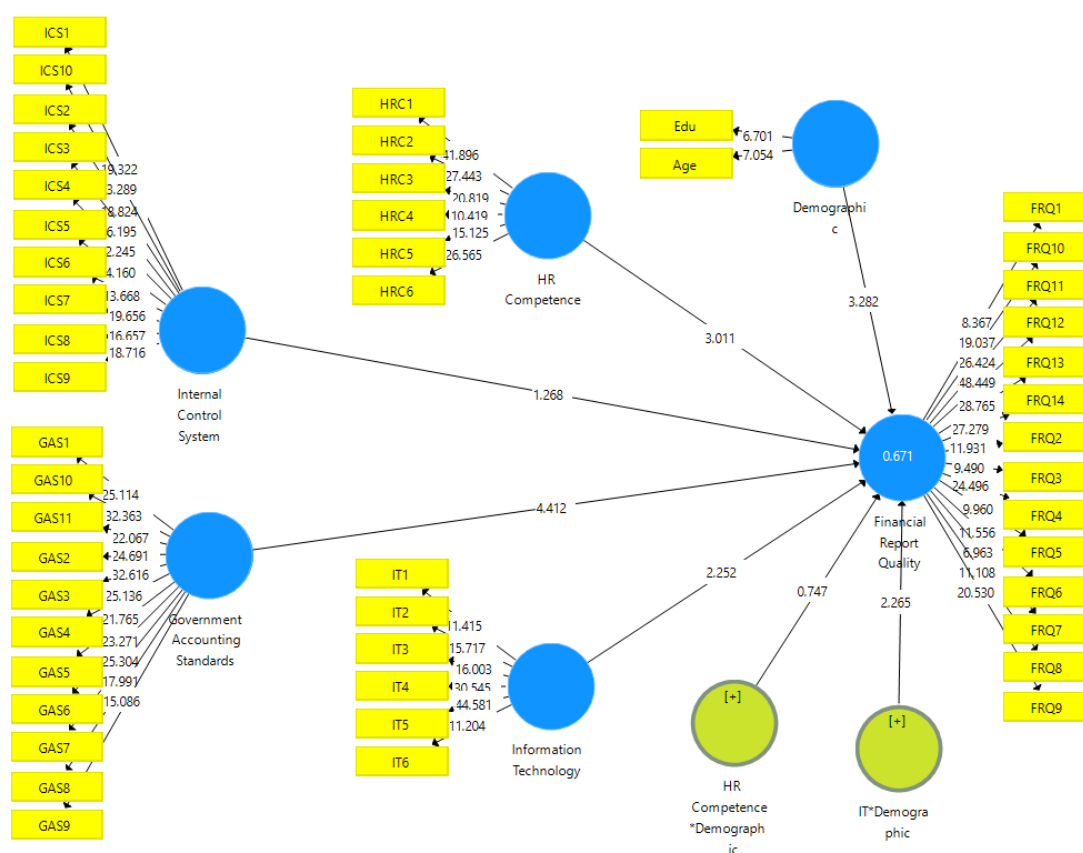 ICS1
ICS10
ICS2
ICS3
ICS4
ICS5
ICS6
ICS7
ICS8
ICS9
19.322
3.289
18.824
6.195
2.245
4.160
13.668
19.656
16.657
18.716
Internal
Control
System
GAS1
GAS10
GAS11
GAS2
GAS3
GAS4
GAS5
GAS6
GAS7
GAS8
GAS9
25.114
32.363
22.067
24.691
32.616
25.136
21.765
23.271
25.304
17.991
15.086
Government
Accounting
Standards
HRC1
HRC2
HRC3
HRC4
HRC5
HRC6
41.896
27.443
20.819
10.419
15.125
26.565
HR
Competence
IT1
IT2
IT3
IT4
IT5
IT6
11.415
15.717
16.003
30.545
44.581
11.204
Information
Technology
Edu
Age
6.701
7.054
Demographi
c
3.282
3.011
1.268
4.412
2.252
0.747
2.265
[+]
HR
Competence
*Demograph
ic
[+]
IT*Demogra
phic
0.671
Financial
Report
Quality
8.367
19.037
26.424
48.449
28.765
27.279
11.931
9.490
24.496
9.960
11.556
6.963
11.108
20.530
FRQ1
FRQ10
FRQ11
FRQ12
FRQ13
FRQ14
FRQ2
FRQ3
FRQ4
FRQ5
FRQ6
FRQ7
FRQ8
FRQ9